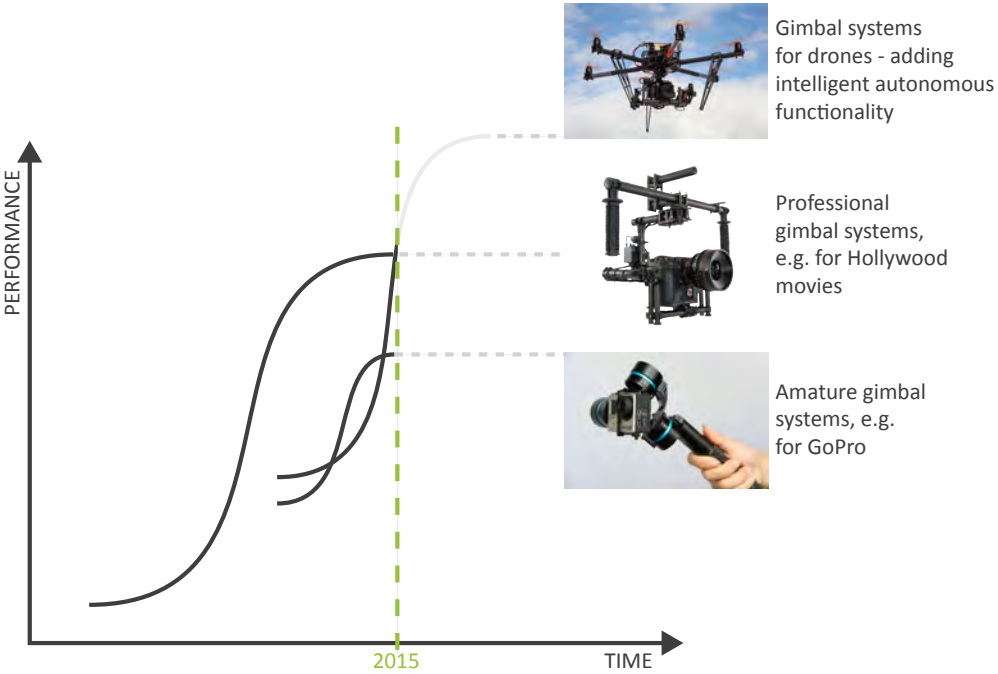 Gimbal systems
for drones - adding
intelligent autonomous
functionality
PERFORMANCE
Professional
gimbal systems,
e.g. for Hollywood
movies
Amature gimbal
systems, e.g.
for GoPro
2015
TIME